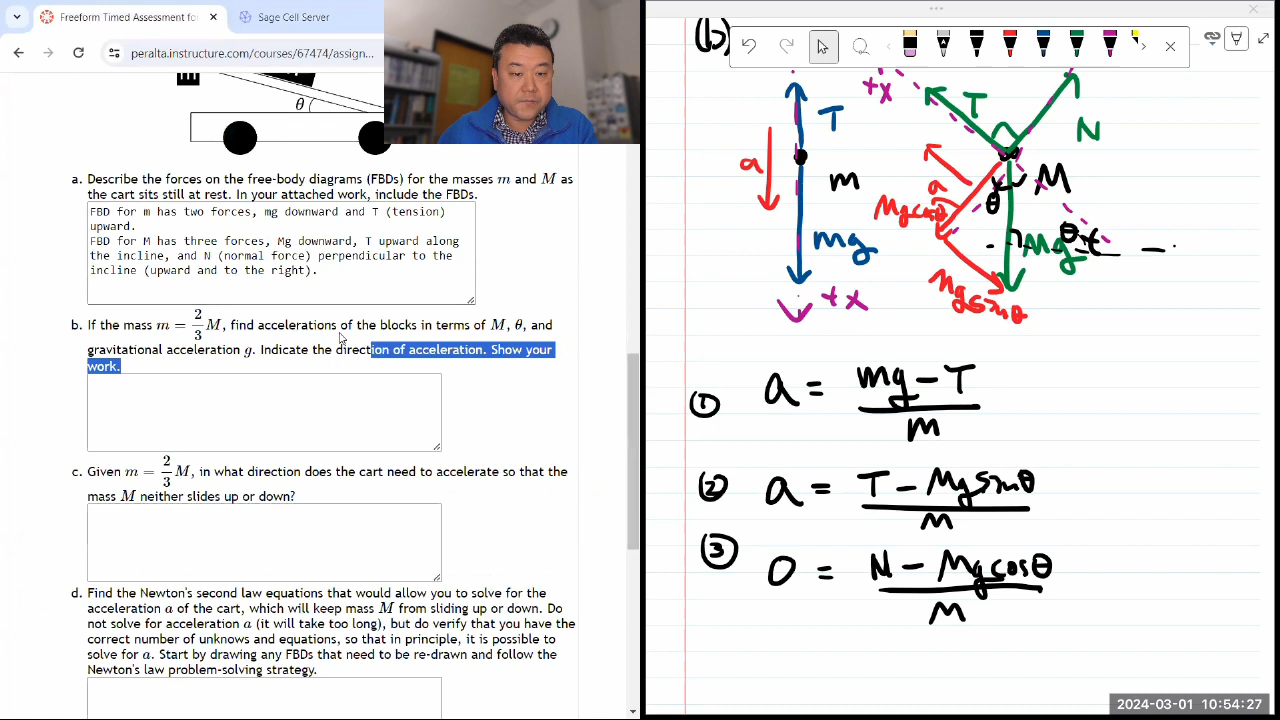 Freeform Timed Assessment for
Sage Cell Server
peralta.instructure.com/courses/
/assign
θ
a. Describe the forces on the free-body diagrams (FBDs) for the masses m and M as
the cart is still at rest. In your
work, include the FBDs.
FBD for m has two forces, mg downward and T (tension)
upward.
FBD for M has three forces, Mg downward,
upward along
the incline, and N (normal force)
to the
incline (upward and to the right).
b. If the mass m = 2/3 M, find acceleration of the blocks in terms of M, θ, and
gravitational acceleration g. Indicate the direction of acceleration. Show your
work.
c. Given m = 2/3 M, in what direction does the cart need to accelerate so that the
mass M neither slides up or down?
d. Find the Newton's second law equations that would allow you to solve for the
acceleration a of the cart, which will keep mass M from sliding up or down. Do
not solve for acceleration a (it will take too long), but do verify that you have the
correct number of unknows and equations, so that in principle, it is possible to
solve for a. Start by drawing any FBDs that need to be re-drawn and follow the
Newton's law problem-solving strategy.
(b)
+x
T
T
N
a
m
a
θ
M
Mg cosθ
mg
θ
Mg
Mg sinθ
+x
① a = (mg - T) / m
② a = (T - Mg sinθ) / M
③ 0 = (N - Mg cosθ) / M
2024-03-01 10:54:27